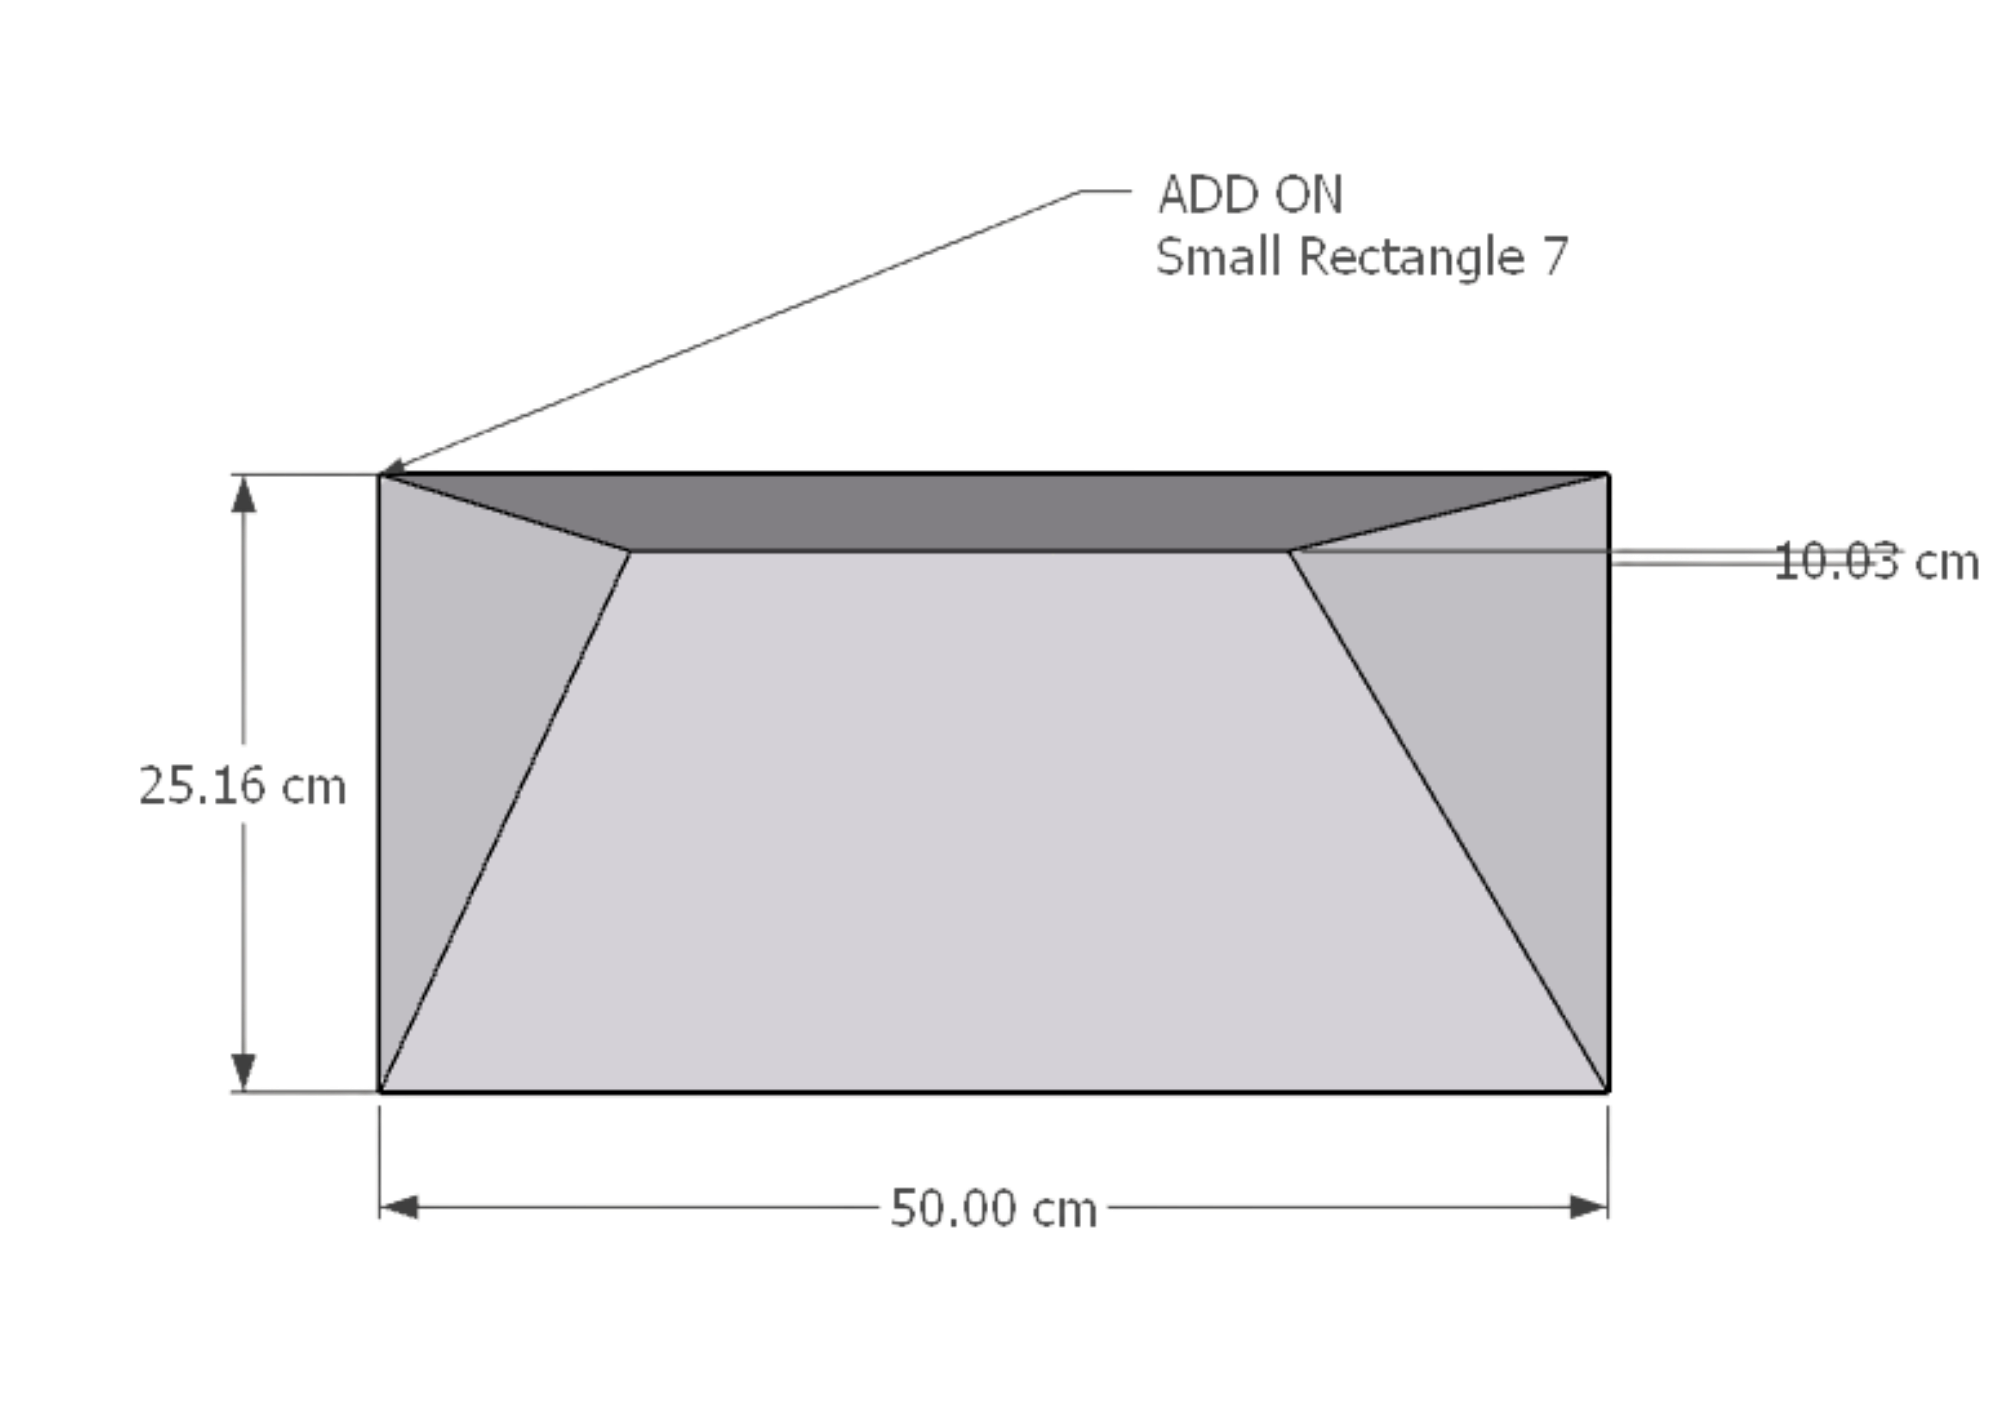 ADD ON
Small Rectangle 7
10.03 cm
25.16 cm
50.00 cm